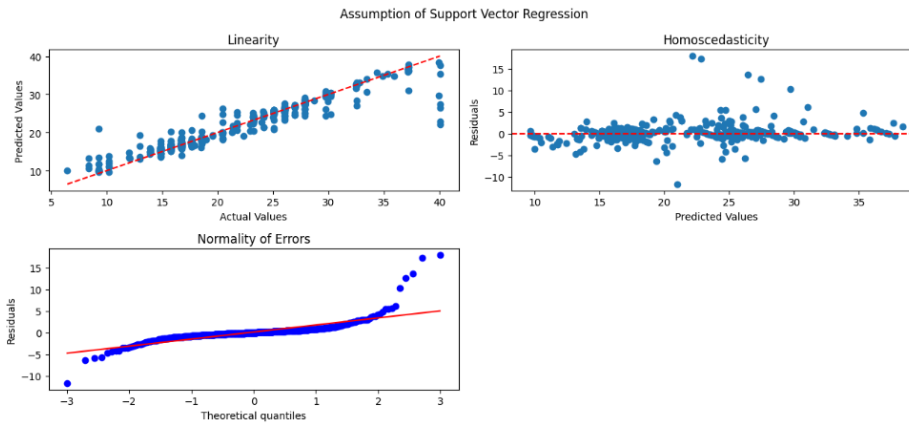 Assumption of Support Vector Regression
Linearity
40
30
20
10
Predicted Values
5 10 15 20 25 30 35 40
Actual Values
Homoscedasticity
15
10
5
0
−5
−10
Residuals
10 15 20 25 30 35
Predicted Values
Normality of Errors
15
10
5
0
−5
−10
Residuals
−3 −2 −1 0 1 2 3
Theoretical quantiles